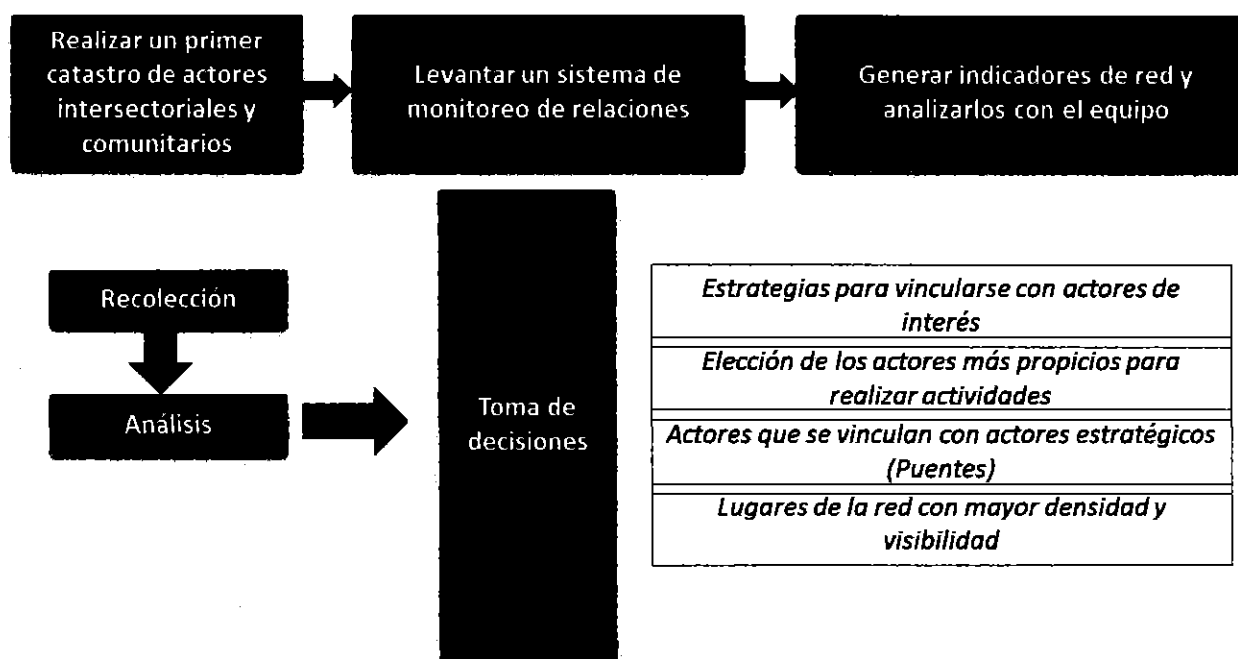 Realizar un primer
catastro de actores
intersectoriales y
comunitarios
Levantar un sistema de
monitoreo de relaciones
Generar indicadores de red y
analizarlos con el equipo
Recolección
Análisis
Toma de
decisiones
Estrategias para vincularse con actores de
interés
Elección de los actores más propicios para
realizar actividades
Actores que se vinculan con actores estratégicos
(Puentes)
Lugares de la red con mayor densidad y
visibilidad